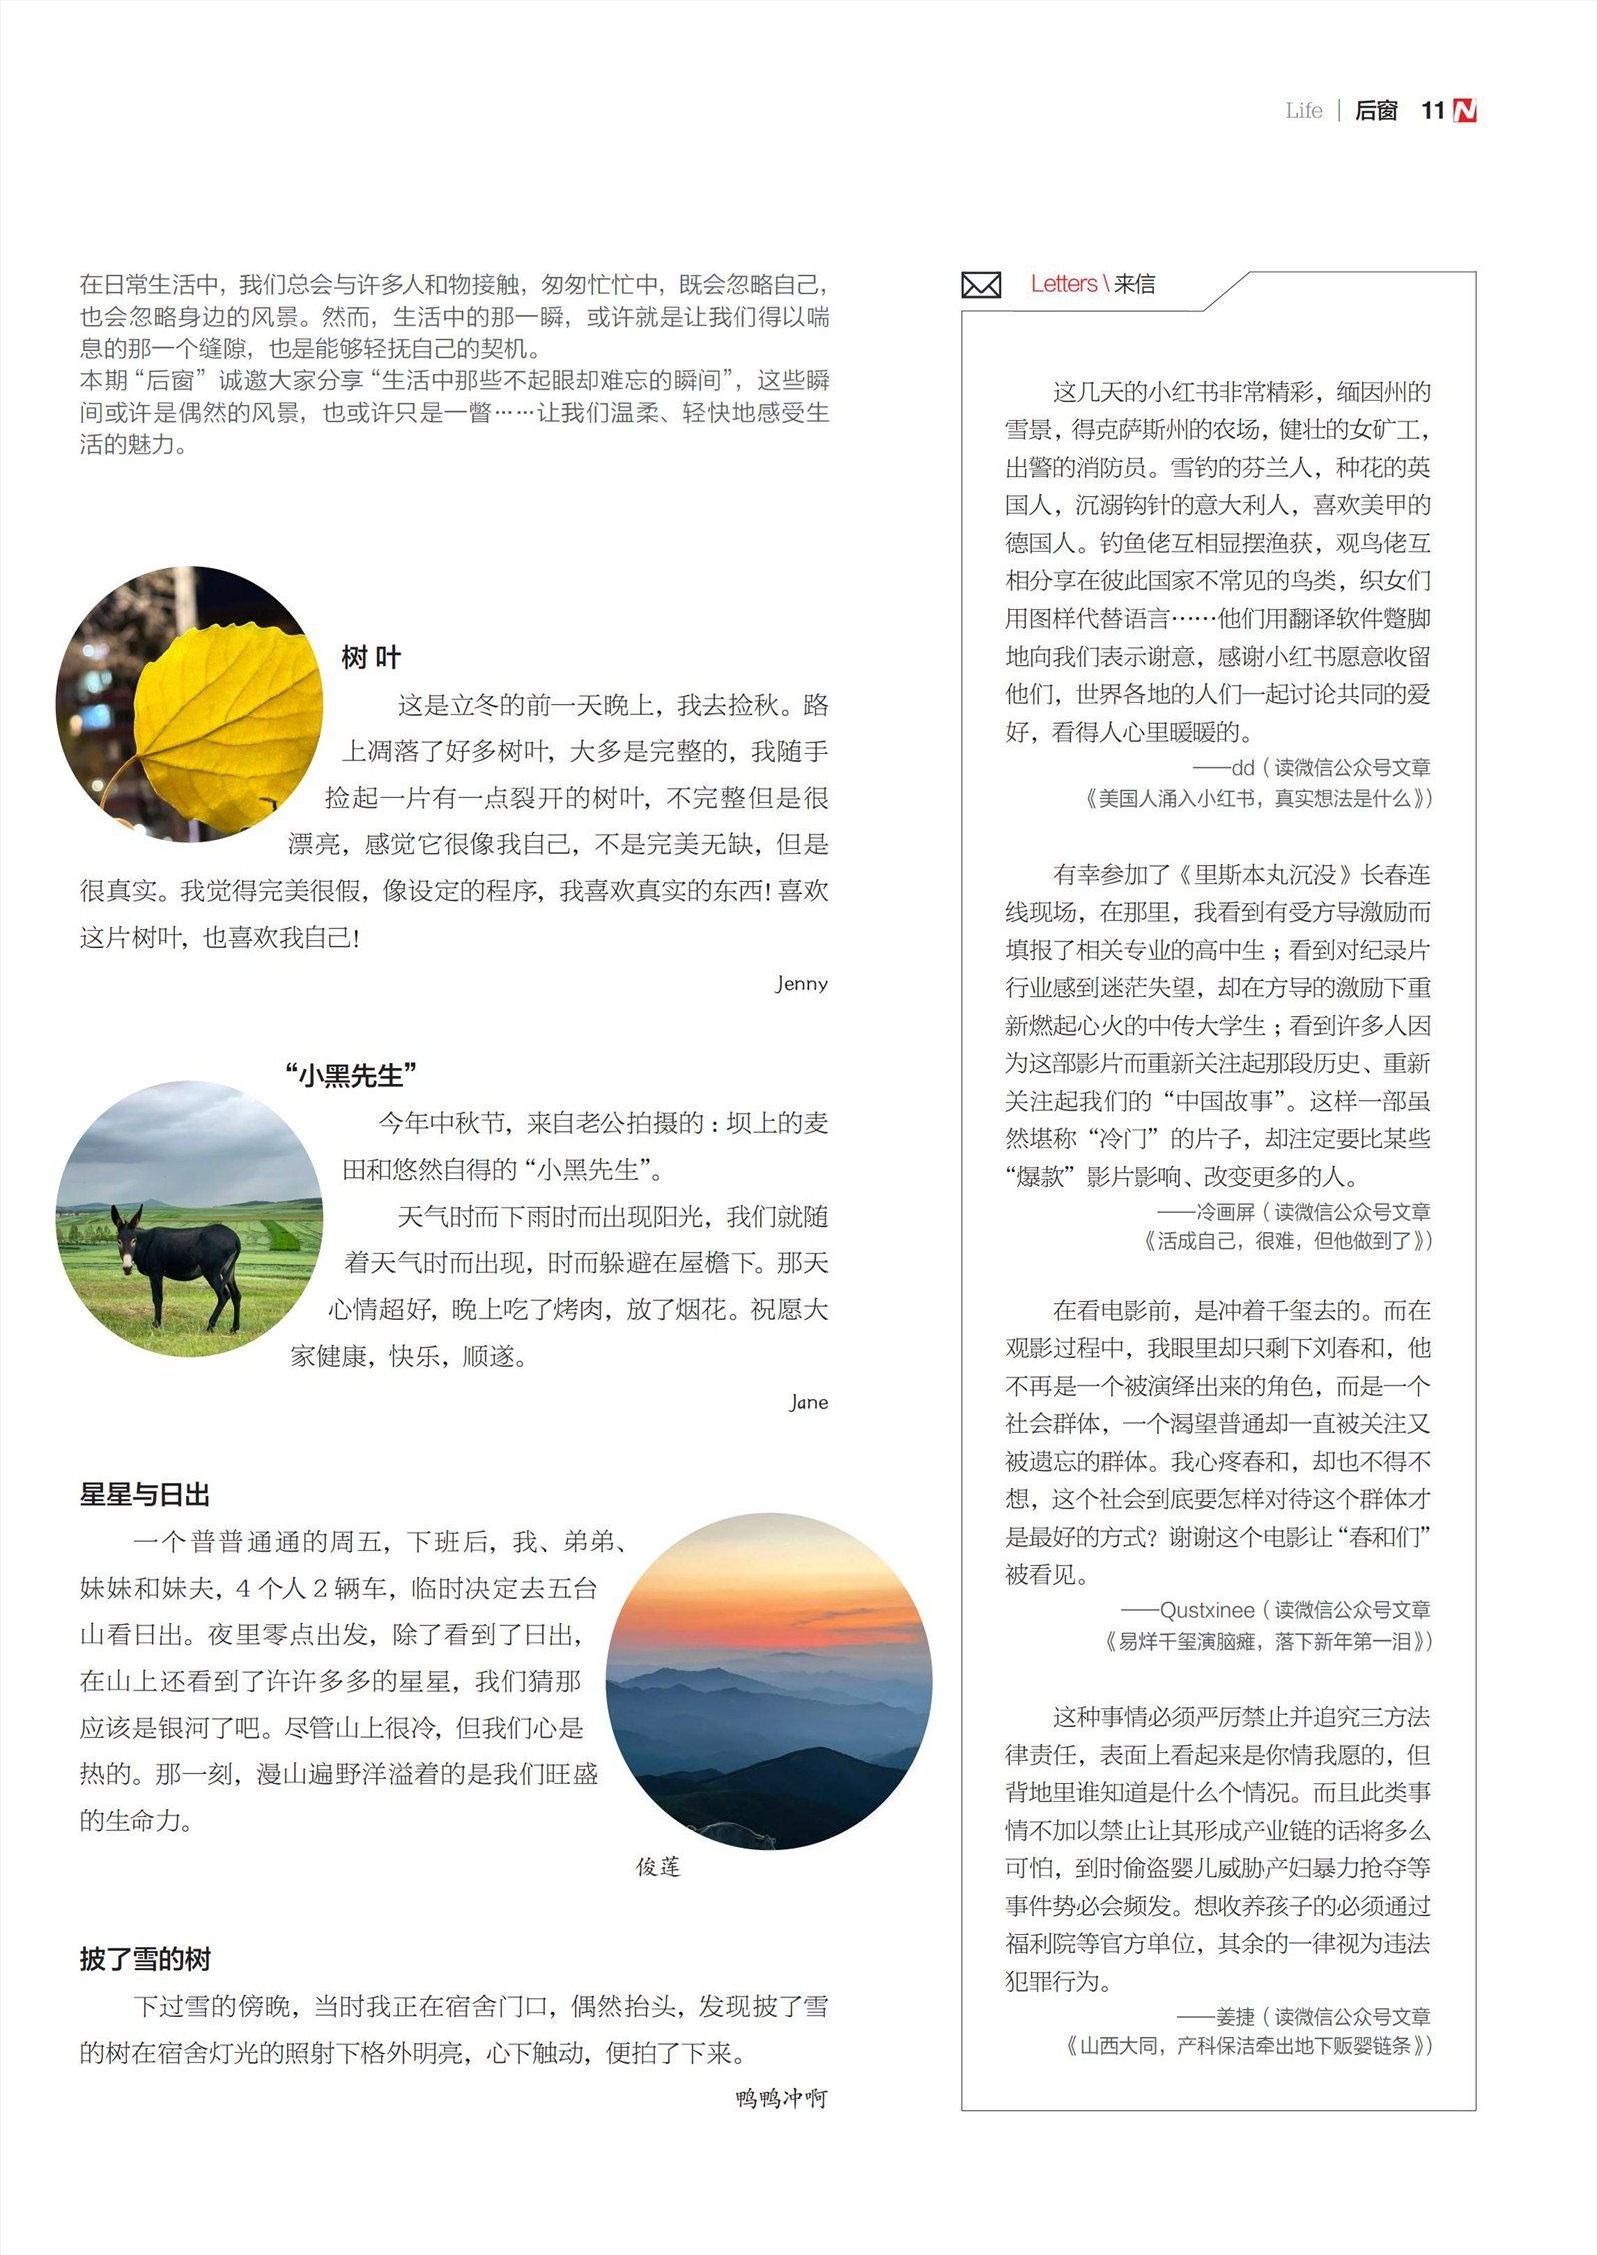 Life | 后窗 11 N
在日常生活中，我们总会与许多人和物接触，匆匆忙忙中，既会忽略自己，
也会忽略身边的风景。然而，生活中的那一瞬，或许就是让我们得以喘
息的那一个缝隙，也是能够轻抚自己的契机。
本期“后窗”诚邀大家分享“生活中那些不起眼却难忘的瞬间”，这些瞬
间或许是偶然的风景，也或许只是一瞥……让我们温柔、轻快地感受生
活的魅力。
树叶
这是立冬的前一天晚上，我去捡秋。路
上凋落了好多树叶，大多是完整的，我随手
捡起一片有一点裂开的树叶，不完整但是很
漂亮，感觉它很像我自己，不是完美无缺，但是
很真实。我觉得完美很假，像设定的程序，我喜欢真实的东西！喜欢
这片树叶，也喜欢我自己！
Jenny
“小黑先生”
今年中秋节，来自老公拍摄的：坝上的麦
田和悠然自得的“小黑先生”。
天气时而下雨时而出现阳光，我们就随
着天气时而出现，时而躲避在屋檐下。那天
心情超好，晚上吃了烤肉，放了烟花。祝愿大
家健康，快乐，顺遂。
Jane
星星与日出
一个普普通通的周五，下班后，我、弟弟、
妹妹和妹夫，4 个人 2 辆车，临时决定去五台
山看日出。夜里零点出发，除了看到了日出，
在山上还看到了许许多多的星星，我们猜那
应该是银河了吧。尽管山上很冷，但我们心是
热的。那一刻，漫山遍野洋溢着的是我们旺盛
的生命力。
俊莲
披了雪的树
下过雪的傍晚，当时我正在宿舍门口，偶然抬头，发现披了雪
的树在宿舍灯光的照射下格外明亮，心下触动，便拍了下来。
鸭鸭冲啊
Letters \ 来信
这几天的小红书非常精彩，缅因州的
雪景，得克萨斯州的农场，健壮的女矿工，
出警的消防员。雪钓的芬兰人，种花的英
国人，沉溺钩针的意大利人，喜欢美甲的
德国人。钓鱼佬互相显摆渔获，观鸟佬互
相分享在彼此国家不常见的鸟类，织女们
用图样代替语言……他们用翻译软件蹩脚
地向我们表示谢意，感谢小红书愿意收留
他们，世界各地的人们一起讨论共同的爱
好，看得人心里暖暖的。
——dd（读微信公众号文章
《美国人涌入小红书，真实想法是什么》）
有幸参加了《里斯本丸沉没》长春连
线现场，在那里，我看到有受方导激励而
填报了相关专业的高中生；看到对纪录片
行业感到迷茫失望，却在方导的激励下重
新燃起心火的中传大学生；看到许多人因
为这部影片而重新关注起那段历史、重新
关注起我们的“中国故事”。这样一部虽
然堪称“冷门”的片子，却注定要比某些
“爆款”影片影响、改变更多的人。
——冷画屏（读微信公众号文章
《活成自己，很难，但他做到了》）
在看电影前，是冲着千玺去的。而在
观影过程中，我眼里却只剩下刘春和，他
不再是一个被演绎出来的角色，而是一个
社会群体，一个渴望普通却一直被关注又
被遗忘的群体。我心疼春和，却也不得不
想，这个社会到底要怎样对待这个群体才
是最好的方式？谢谢这个电影让“春和们”
被看见。
——Qustxinee（读微信公众号文章
《易烊千玺演脑瘫，落下新年第一泪》）
这种事情必须严厉禁止并追究三方法
律责任，表面上看起来是你情我愿的，但
背地里谁知道是什么个情况。而且此类事
情不加以禁止让其形成产业链的话将多么
可怕，到时偷盗婴儿威胁产妇暴力抢夺等
事件势必会频发。想收养孩子的必须通过
福利院等官方单位，其余的一律视为违法
犯罪行为。
——姜捷（读微信公众号文章
《山西大同，产科保洁牵出地下贩婴链条》）